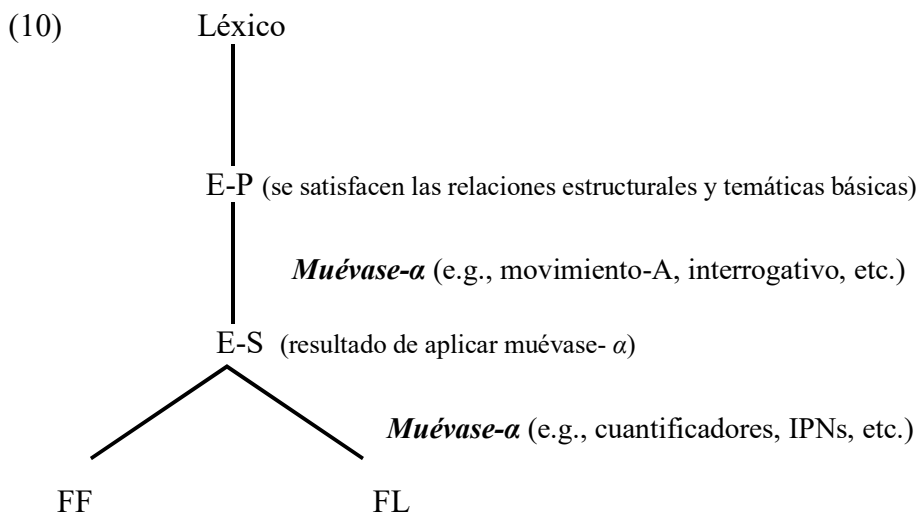 (10) Léxico
E-P (se satisfacen las relaciones estructurales y temáticas básicas)
Muévase-α (e.g., movimiento-A, interrogativo, etc.)
E-S (resultado de aplicar muévase- α)
Muévase-α (e.g., cuantificadores, IPNs, etc.)
FF FL